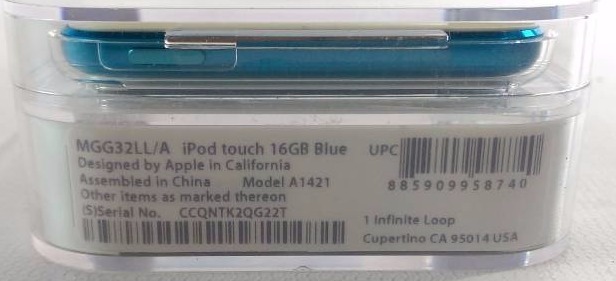 MGG32LL/A iPod touch 16GB Blue
Designed by Apple in California
Assembled in China Model A1421
Other items as marked thereon
(S)Serial No. CCQNTK2QG22T
UPC
885909958740
1 Infinite Loop
Cupertino CA 95014 USA